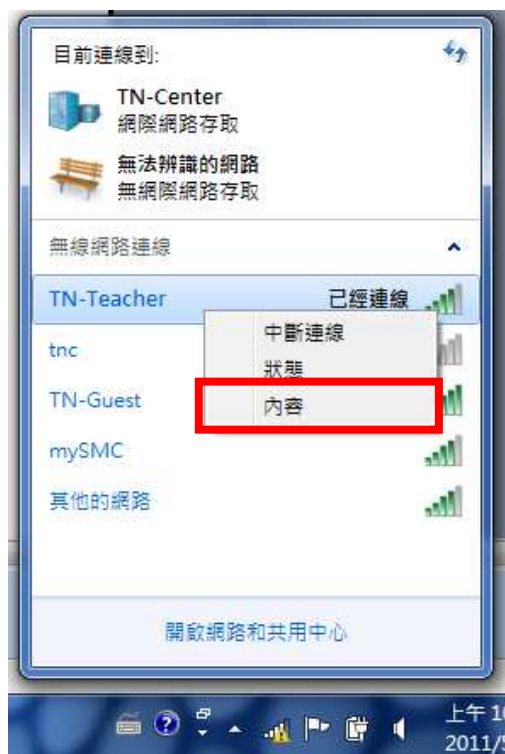 目前連線到:
TN-Center
網際網路存取
無法辨識的網路
無網際網路存取
無線網路連線
TN-Teacher 已經連線
中斷連線
tnc
狀態
TN-Guest
內容
mySMC
其他的網路
開啟網路和共用中心
上午 10
2011/5